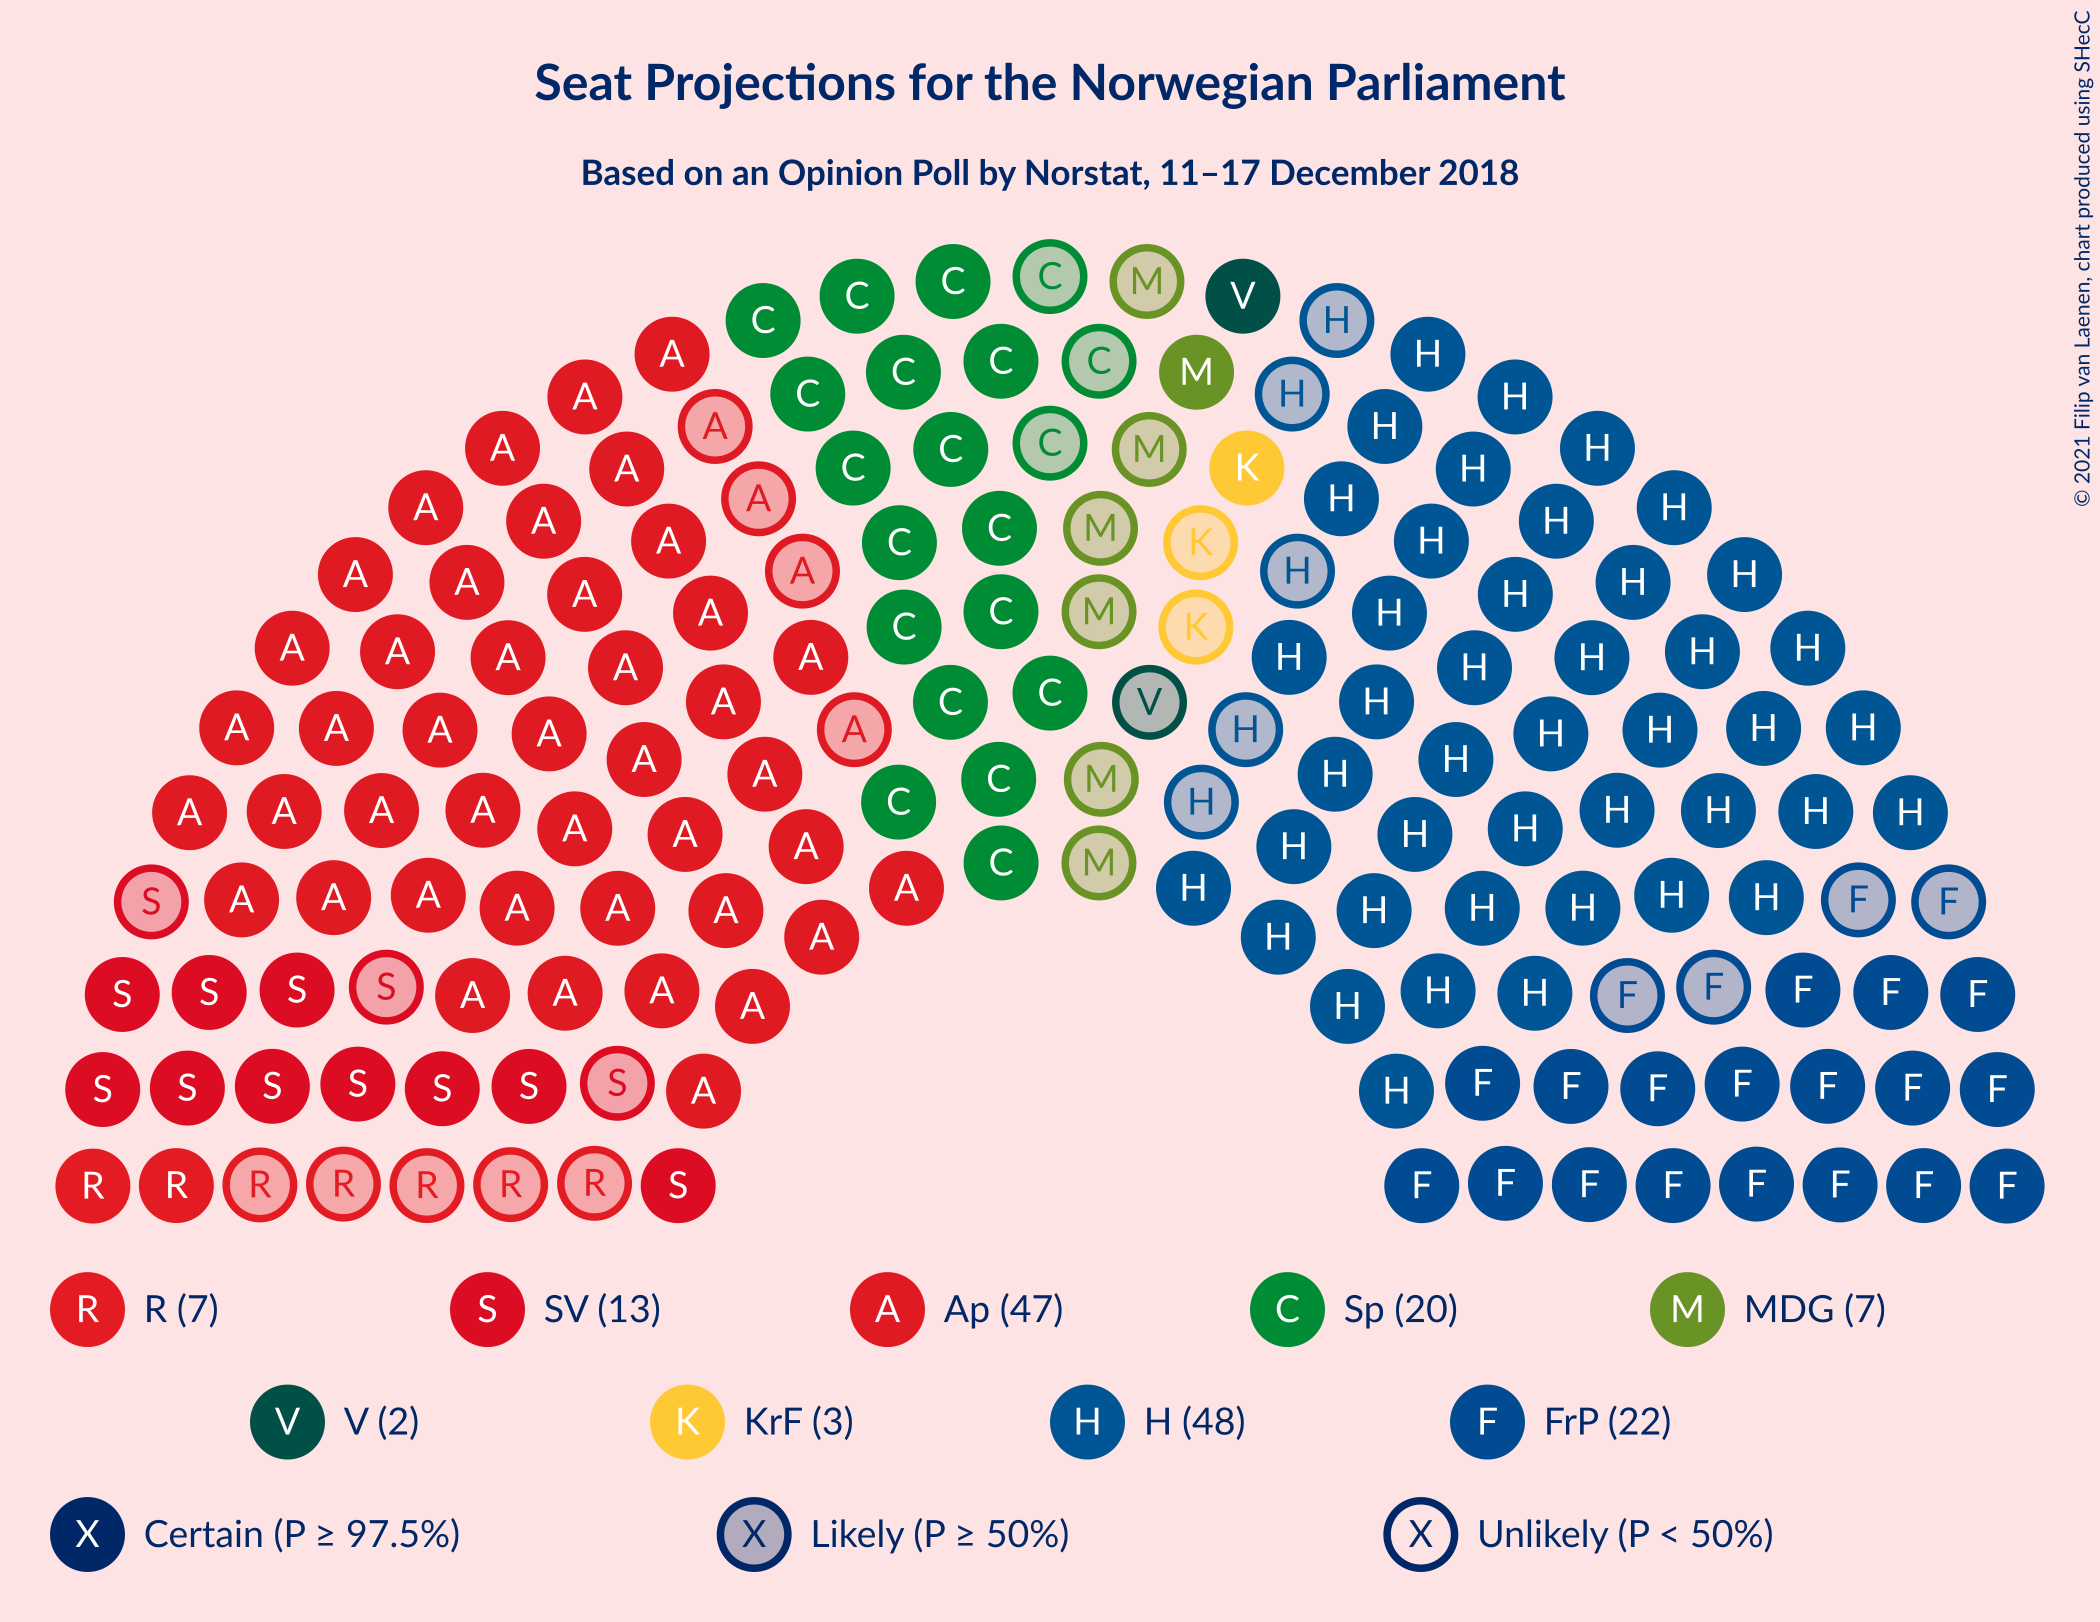 Seat Projections for the Norwegian Parliament
Based on an Opinion Poll by Norstat, 11–17 December 2018
© 2021 Filip van Laenen, chart produced using SHecC
C C C C M V H
A C C C C M H H H
A A A C C C M K H H H
A A A A C C M K H H H H
A A A A A C C M K H H H H H
A A A A A A C C V H H H H H H
A A A A A A A C C M H H H H H H H
A A A A A A A A C M H H H H H H H H
S A A A A A A A A H H H H H H F F
S S S S A A A A H H H F F F F F
S S S S S S S A H F F F F F F F
R R R R R R R S F F F F F F F F
R R (7) S SV (13) A Ap (47) C Sp (20) M MDG (7)
V V (2) K KrF (3) H H (48) F FrP (22)
X Certain (P ≥ 97.5%) X Likely (P ≥ 50%) X Unlikely (P < 50%)